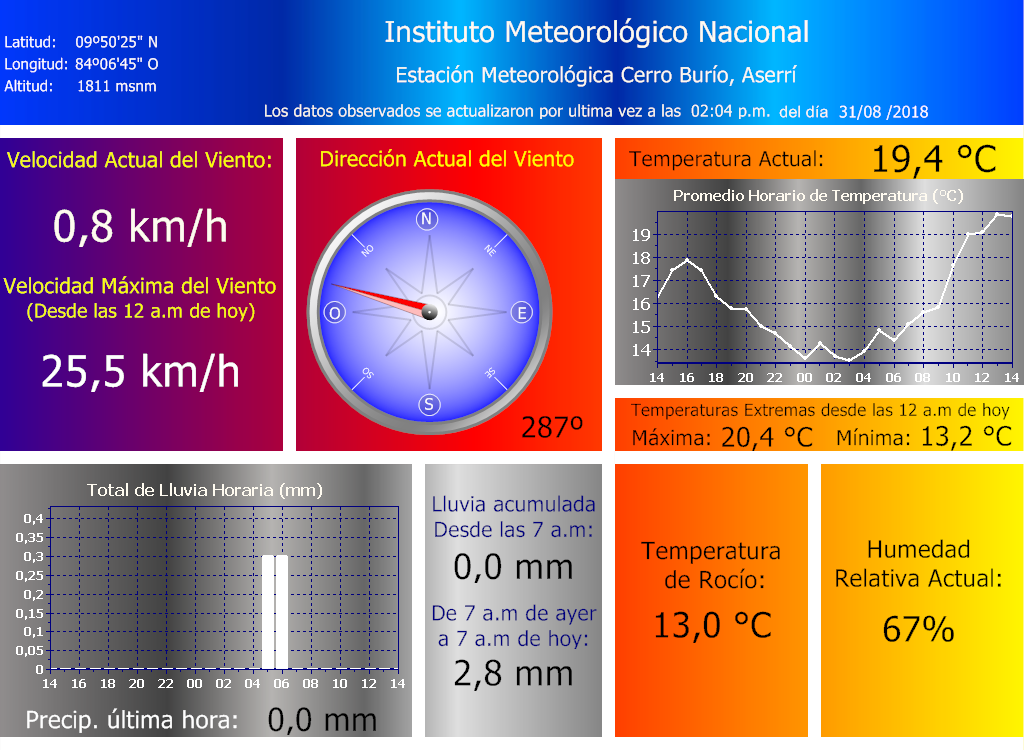 Instituto Meteorológico Nacional
Latitud: 09º50'25" N
Longitud: 84º06'45" O
Altitud: 1811 msnm
Estación Meteorológica Cerro Burío, Aserrí
Los datos observados se actualizaron por ultima vez a las 02:04 p.m. del día 31/08 /2018
Velocidad Actual del Viento:
0,8 km/h
Velocidad Máxima del Viento
(Desde las 12 a.m de hoy)
25,5 km/h
Dirección Actual del Viento
N
NO NE
O E
SO SE
S
287º
Temperatura Actual: 19,4 °C
Promedio Horario de Temperatura (°C)
19
18
17
16
15
14
14 16 18 20 22 00 02 04 06 08 10 12 14
Temperaturas Extremas desde las 12 a.m de hoy
Máxima: 20,4 °C Mínima: 13,2 °C
Total de Lluvia Horaria (mm)
0,4
0,35
0,3
0,25
0,2
0,15
0,1
0,05
0
14 16 18 20 22 00 02 04 06 08 10 12 14
Precip. última hora: 0,0 mm
Lluvia acumulada
Desde las 7 a.m:
0,0 mm
De 7 a.m de ayer
a 7 a.m de hoy:
2,8 mm
Temperatura
de Rocío:
13,0 °C
Humedad
Relativa Actual:
67%